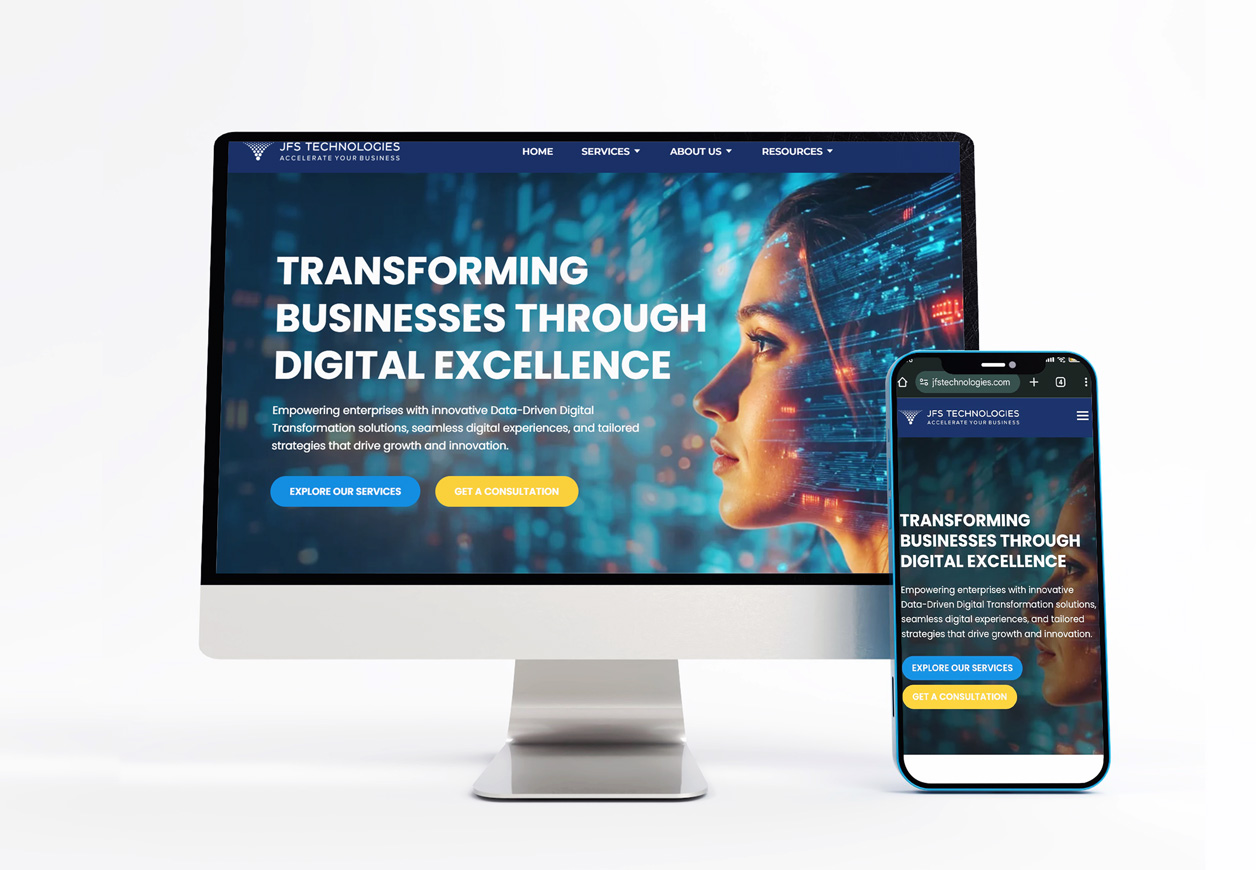 JFS TECHNOLOGIES
ACCELERATE YOUR BUSINESS
HOME SERVICES ABOUT US RESOURCES
TRANSFORMING
BUSINESSES THROUGH
DIGITAL EXCELLENCE
Empowering enterprises with innovative Data-Driven Digital
Transformation solutions, seamless digital experiences, and tailored
strategies that drive growth and innovation.
EXPLORE OUR SERVICES GET A CONSULTATION
jfstechnologies.com 4
JFS TECHNOLOGIES
ACCELERATE YOUR BUSINESS
TRANSFORMING
BUSINESSES THROUGH
DIGITAL EXCELLENCE
Empowering enterprises with innovative
Data-Driven Digital Transformation solutions,
seamless digital experiences, and tailored
strategies that drive growth and innovation.
EXPLORE OUR SERVICES
GET A CONSULTATION